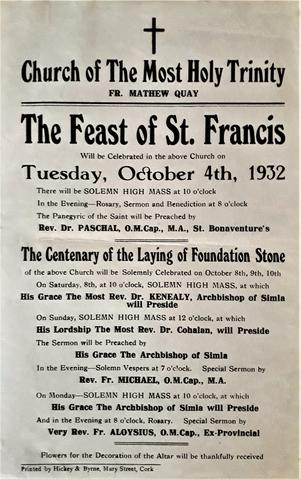 Church of The Most Holy Trinity
FR. MATHEW QUAY
The Feast of St. Francis
Will be Celebrated in the above Church on
Tuesday, October 4th, 1932
There will be SOLEMN HIGH MASS at 10 o'clock
In the Evening—Rosary, Sermon and Benediction at 8 o'clock
The Panegyric of the Saint will be Preached by
Rev. Dr. PASCHAL, O.M.Cap., M.A., St. Bonaventure's
The Centenary of the Laying of Foundation Stone
of the above Church will be Solemnly Celebrated on October 8th, 9th, 10th
On Saturday, 8th, at 10 o'clock, SOLEMN HIGH MASS, at which
His Grace The Most Rev. Dr. KENEALY, Archbishop of Simla
will Preside
On Sunday, SOLEMN HIGH MASS at 12 o'clock, at which
His Lordship The Most Rev. Dr. Cohalan, will Preside
The Sermon will be Preached by
His Grace The Archbishop of Simla
In the Evening—Solemn Vespers at 7 o'clock. Special Sermon by
Rev. Fr. MICHAEL, O.M.Cap., M.A.
On Monday—SOLEMN HIGH MASS at 10 o'clock, at which
His Grace The Archbishop of Simla will Preside
And in the Evening at 8 o'clock, Rosary. Special Sermon by
Very Rev. Fr. ALOYSIUS, O.M.Cap., Ex-Provincial
Flowers for the Decoration of the Altar will be thankfully received
Printed by Hickey & Byrne, Mary Street, Cork